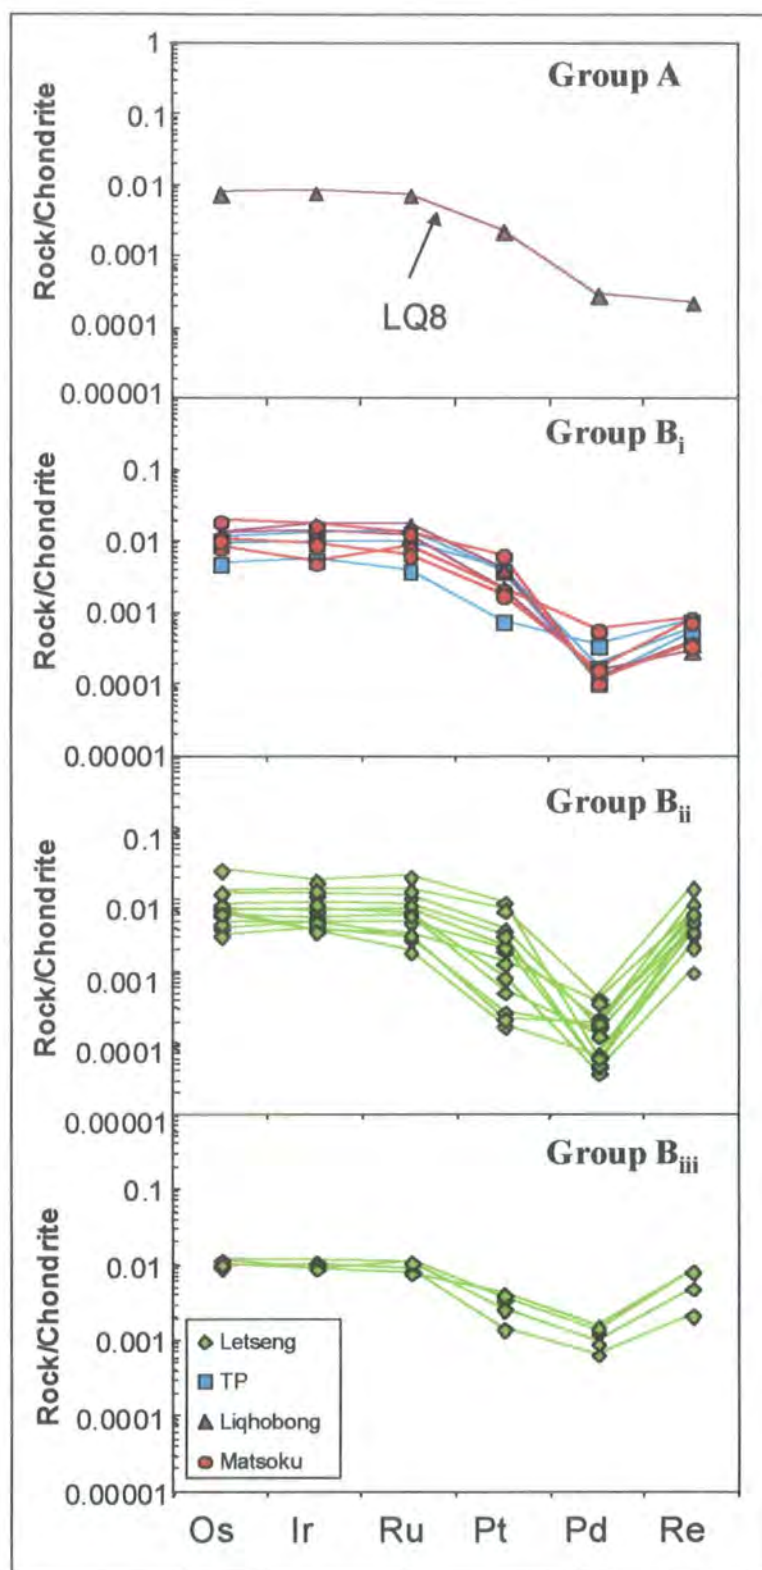 1
Group A
0.1
0.01
0.001
0.0001
0.00001
Rock/Chondrite
LQ8
Group Bi
0.1
0.01
0.001
0.0001
0.00001
Rock/Chondrite
Group Bii
0.1
0.01
0.001
0.0001
0.00001
Rock/Chondrite
Group Biii
0.1
0.01
0.001
0.0001
0.00001
Rock/Chondrite
Letseng
TP
Liqhobong
Matsoku
Os Ir Ru Pt Pd Re